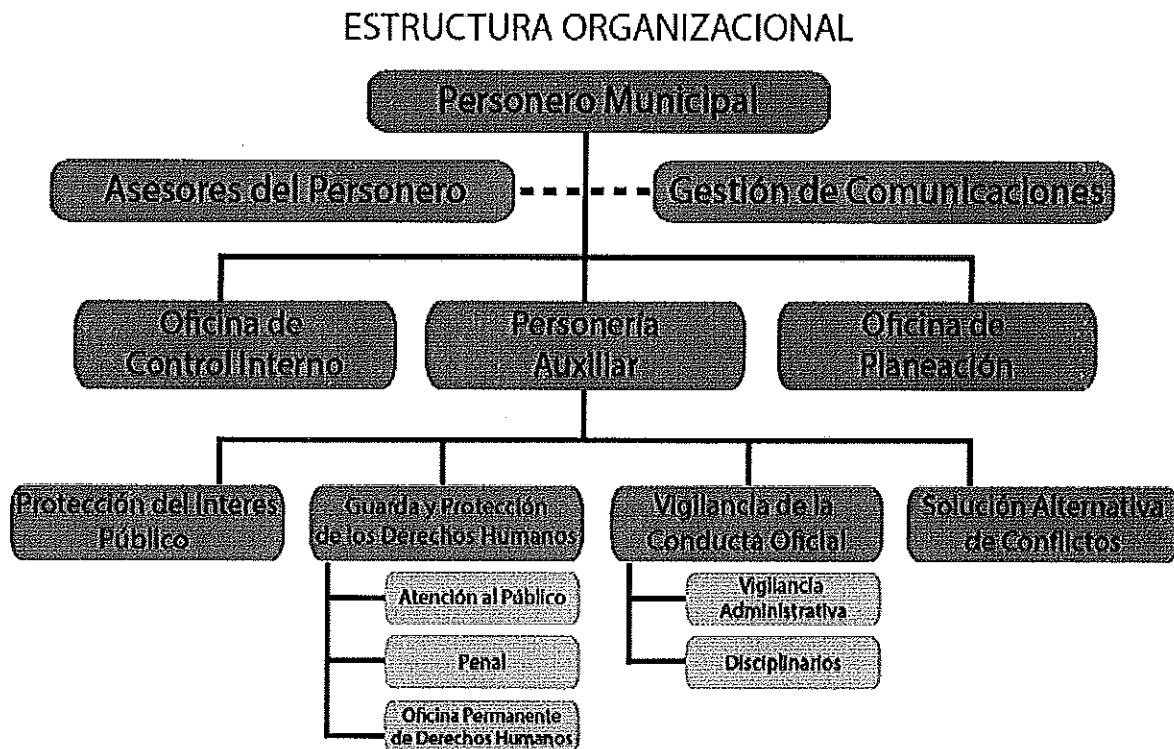 ESTRUCTURA ORGANIZACIONAL
Personero Municipal
Asesores del Personero
Gestión de Comunicaciones
Oficina de
Control Interno
Personería
Auxiliar
Oficina de
Planeación
Protección del Interes
Público
Guarda y Protección
de los Derechos Humanos
Atención al Público
Penal
Oficina Permanente
de Derechos Humanos
Vigilancia de la
Conducta Oficial
Vigilancia
Administrativa
Disciplinarios
Solución Alternativa
de Conflictos